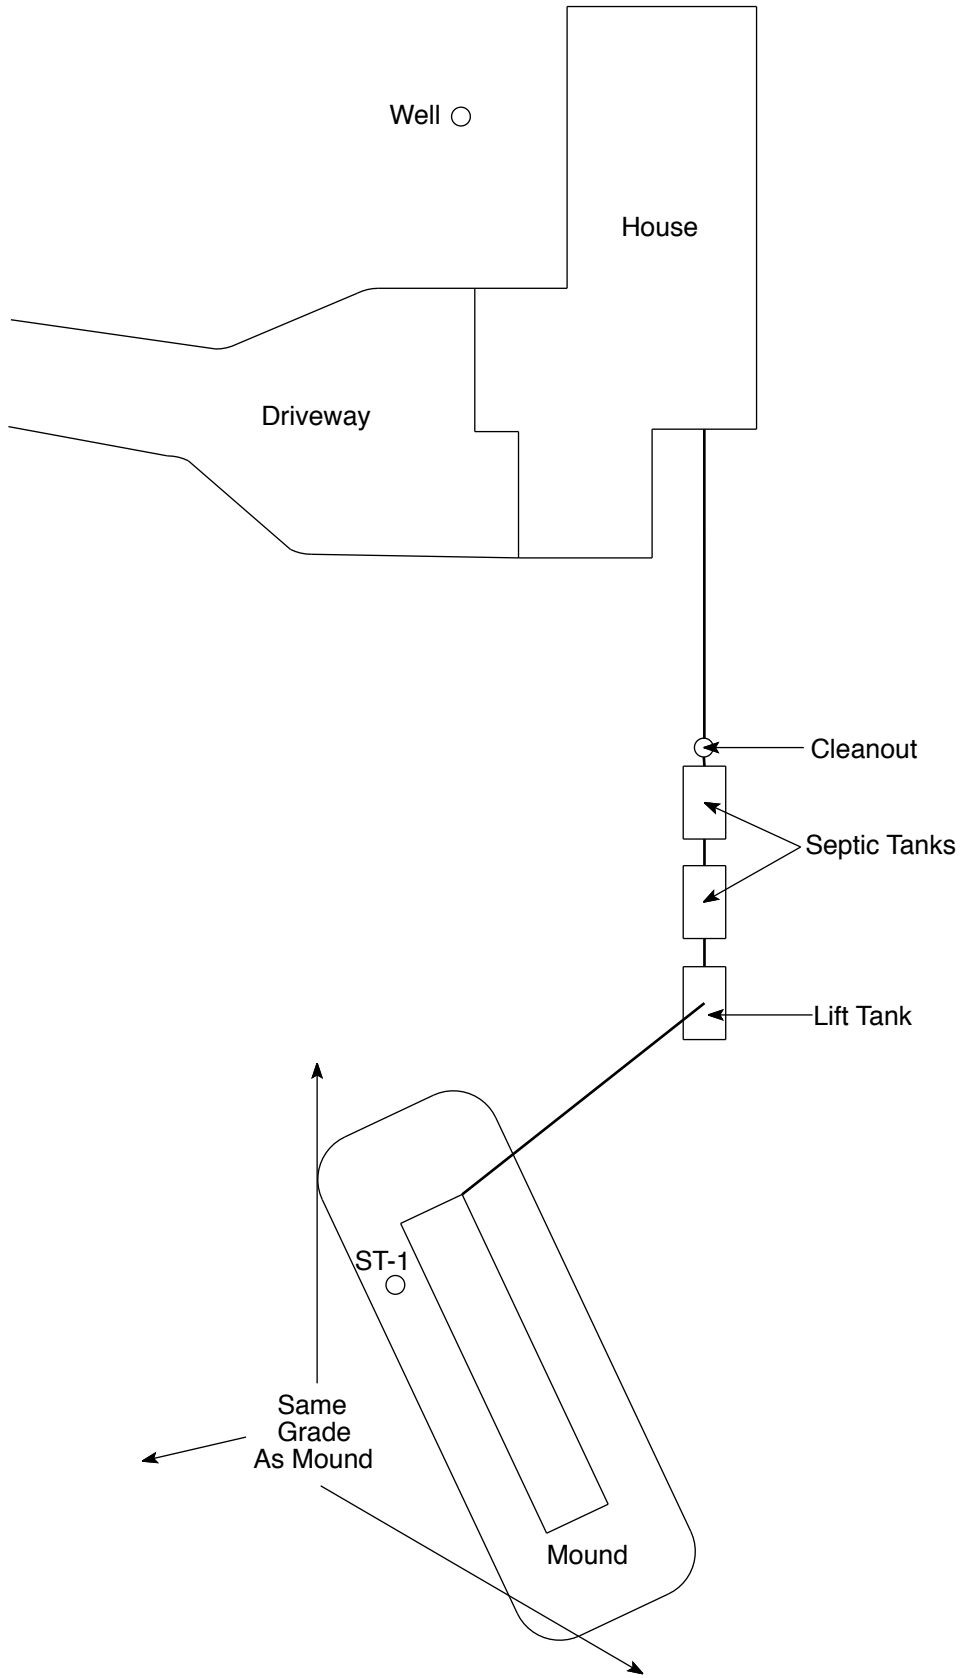 Well
House
Driveway
Cleanout
Septic Tanks
Lift Tank
ST-1
Same
Grade
As Mound
Mound